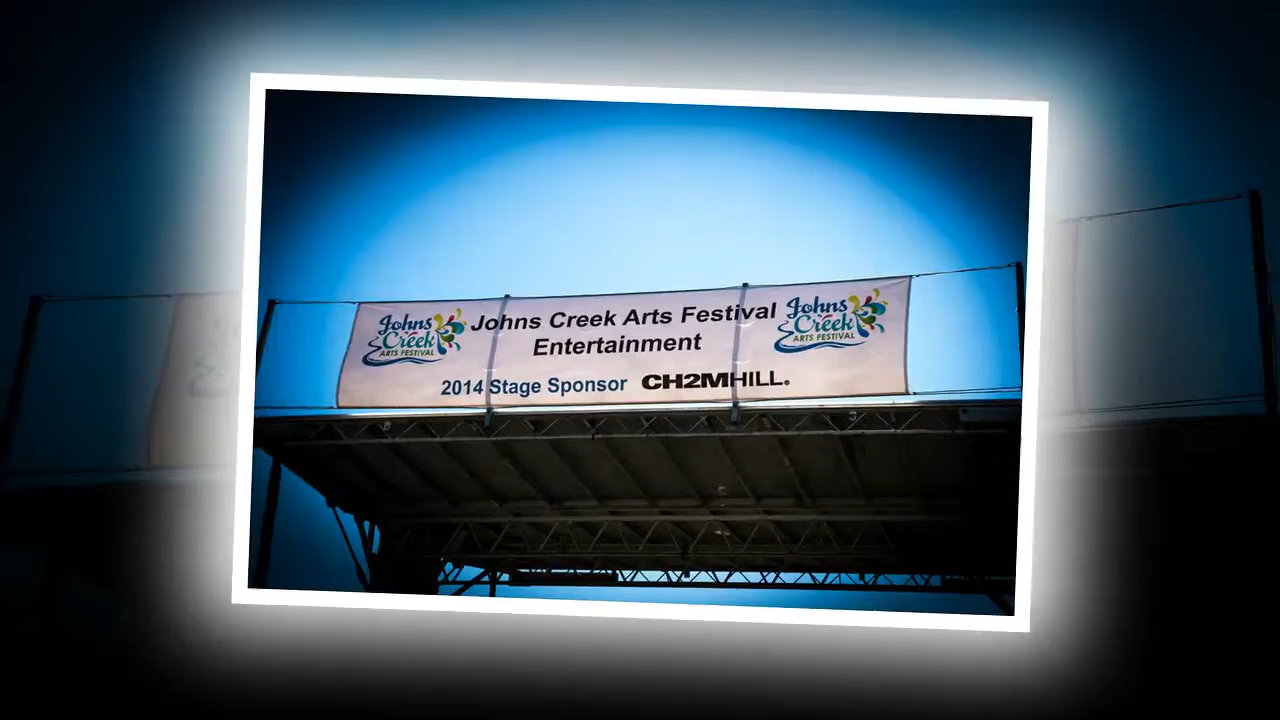 Johns Creek ARTS FESTIVAL
Johns Creek Arts Festival
Entertainment
2014 Stage Sponsor CH2MHILL®
Johns Creek ARTS FESTIVAL